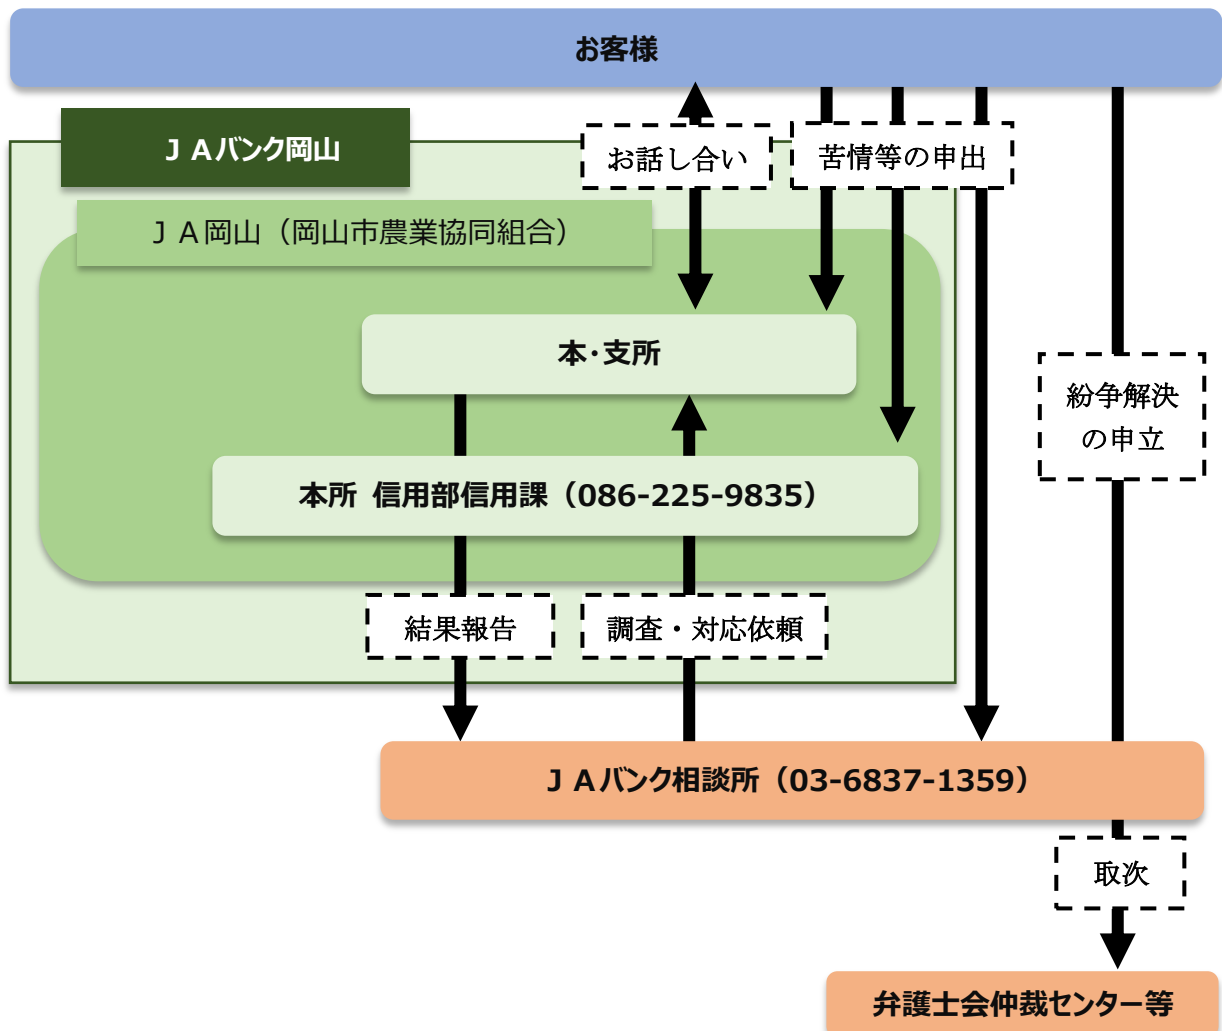 お客様
ＪＡバンク岡山
お話し合い
苦情等の申出
ＪＡ岡山（岡山市農業協同組合）
本・支所
紛争解決
の申立
本所 信用部信用課（086-225-9835）
結果報告
調査・対応依頼
ＪＡバンク相談所（03-6837-1359）
取次
弁護士会仲裁センター等